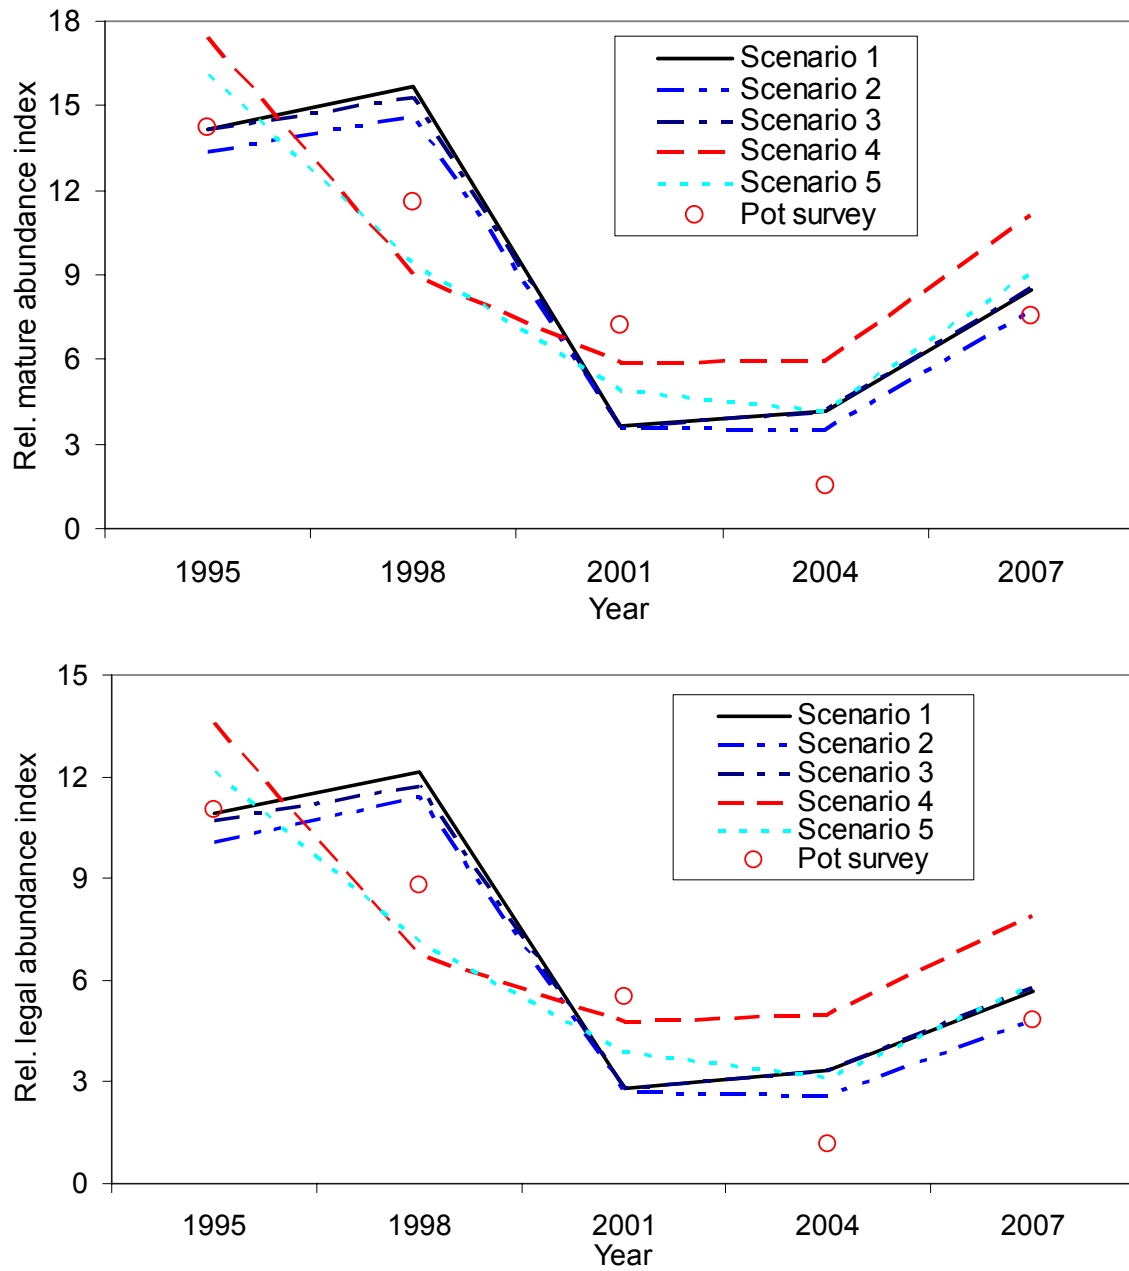 18
15
12
9
6
3
0
Rel. mature abundance index
Scenario 1
Scenario 2
Scenario 3
Scenario 4
Scenario 5
Pot survey
1995 1998 2001 2004 2007
Year
15
12
9
6
3
0
Rel. legal abundance index
Scenario 1
Scenario 2
Scenario 3
Scenario 4
Scenario 5
Pot survey
1995 1998 2001 2004 2007
Year